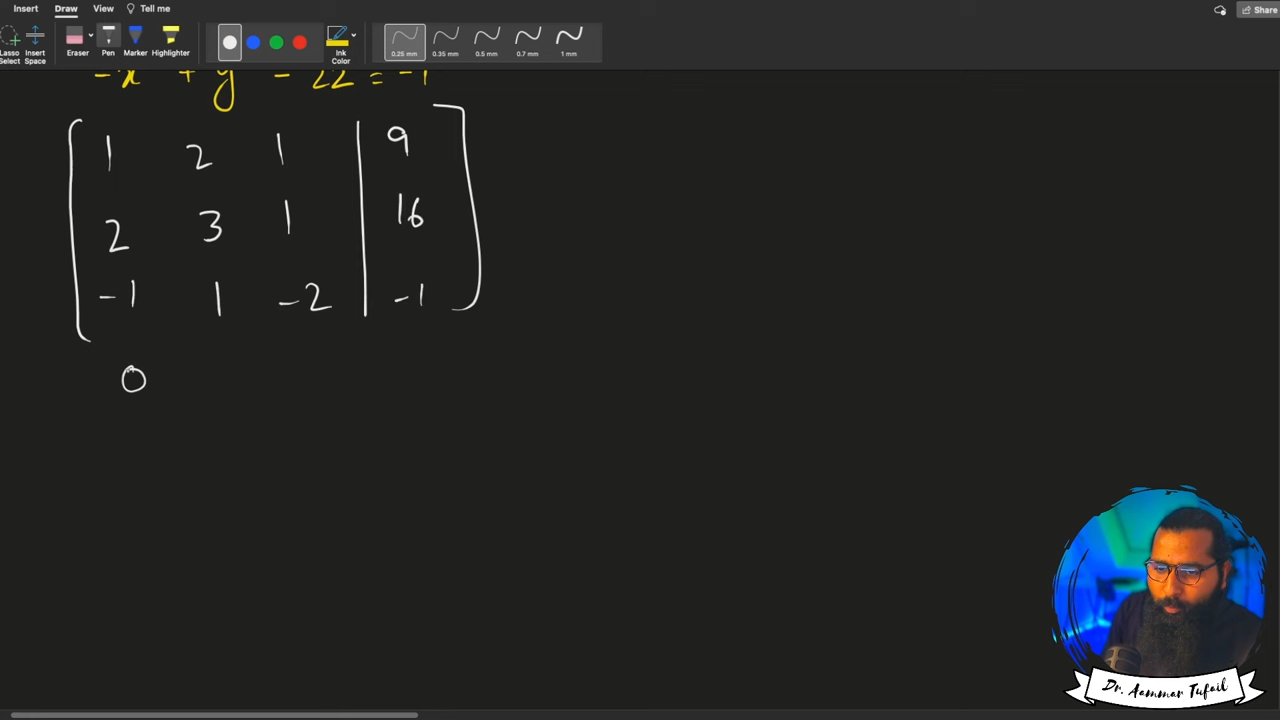 Insert Draw View Tell me Share
Lasso Select Insert Space Eraser Pen Marker Highlighter Ink Color 0.25 mm 0.35 mm 0.5 mm 0.7 mm 1 mm
-x + y - 2z = -1
1 2 1 | 9
2 3 1 | 16
-1 1 -2 | -1
0
Dr. Aammar Tufail